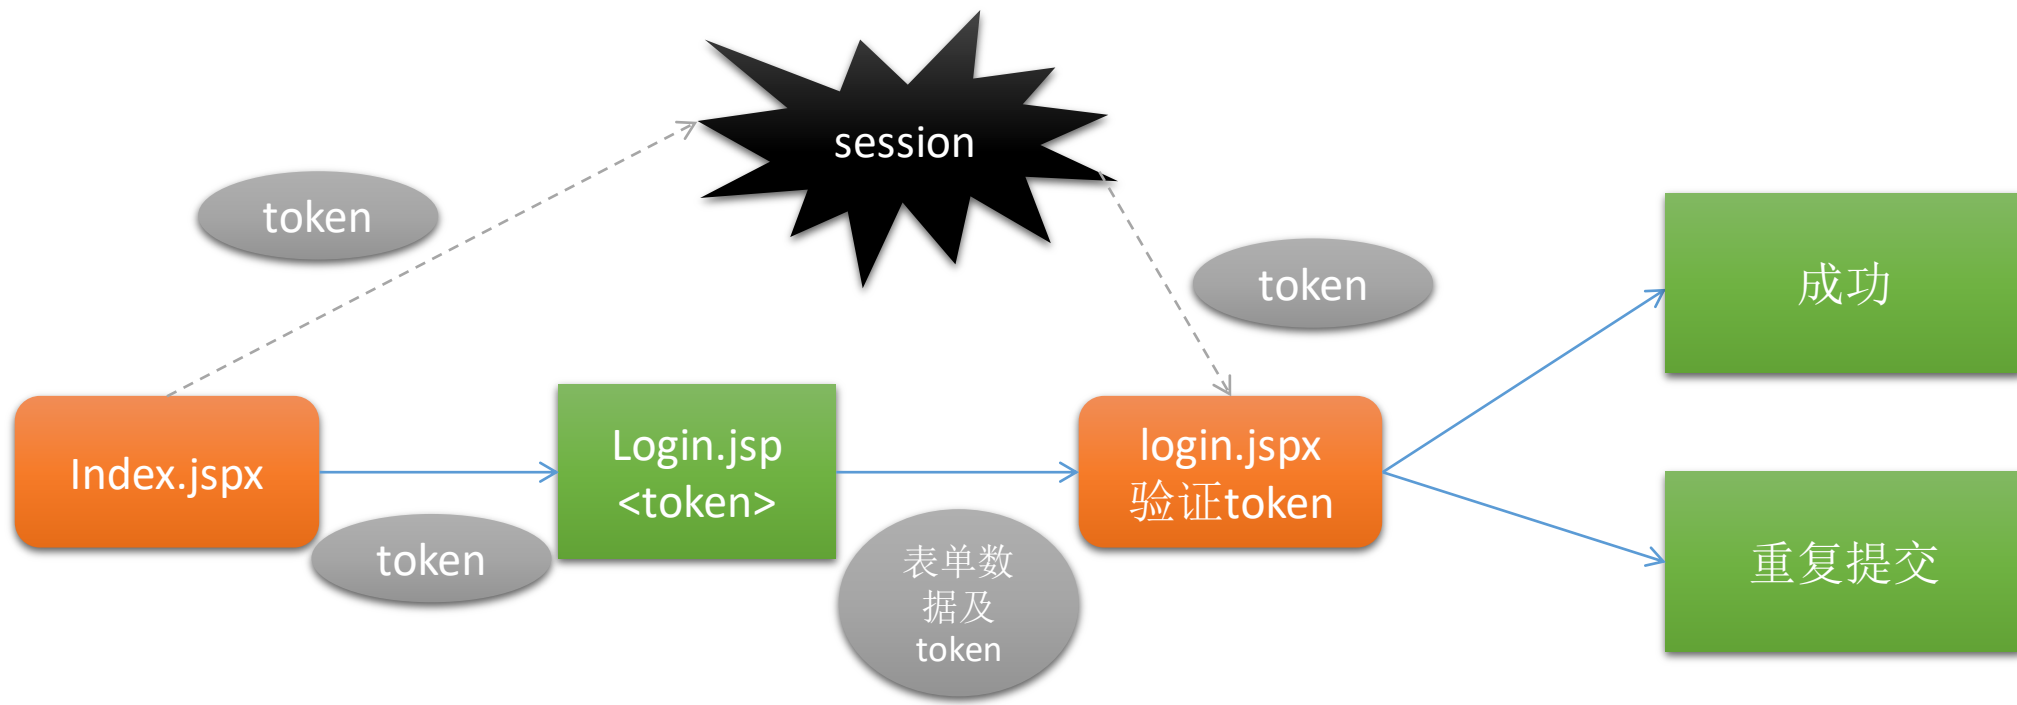 session
token
token
成功
Index.jspx
Login.jsp
<token>
login.jspx
验证token
token
表单数
据及
token
重复提交